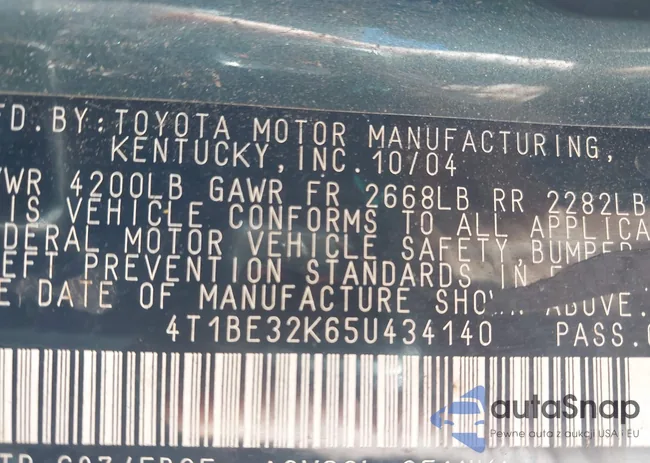 FD.BY:TOYOTA MOTOR MANUFACTURING,
KENTUCKY,INC.10/04
VWR 4200LB GAWR FR 2668LB RR 2282LB
IS VEHICLE CONFORMS TO ALL APPLICA
DERAL MOTOR VEHICLE SAFETY,BUMPER
EFT PREVENTION STANDARDS IN
E DATE OF MANUFACTURE ABOVE.
4T1BE32K65U434140 PASS.
autoSnap
Pewne auta z aukcji USA i EU